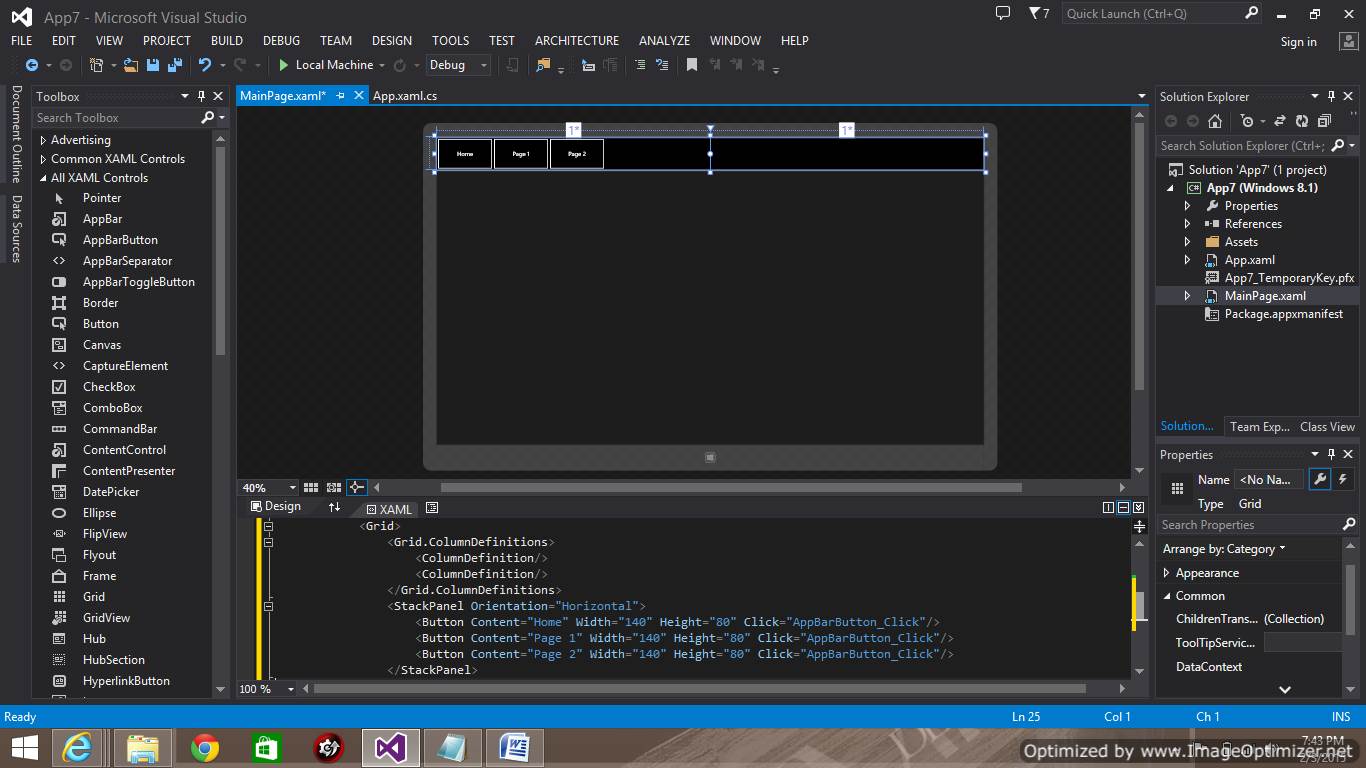 App7 - Microsoft Visual Studio
7
Quick Launch (Ctrl+Q)
FILE EDIT VIEW PROJECT BUILD DEBUG TEAM DESIGN TOOLS TEST ARCHITECTURE ANALYZE WINDOW HELP
Sign in
Local Machine
Debug
Document Outline
Data Sources
Toolbox
Search Toolbox
Advertising
Common XAML Controls
All XAML Controls
Pointer
AppBar
AppBarButton
AppBarSeparator
AppBarToggleButton
Border
Button
Canvas
CaptureElement
CheckBox
ComboBox
CommandBar
ContentControl
ContentPresenter
DatePicker
Ellipse
FlipView
Flyout
Frame
Grid
GridView
Hub
HubSection
HyperlinkButton
MainPage.xaml*
App.xaml.cs
1*
1*
Home
Page 1
Page 2
40%
Design
XAML
<Grid>
<Grid.ColumnDefinitions>
<ColumnDefinition/>
<ColumnDefinition/>
</Grid.ColumnDefinitions>
<StackPanel Orientation="Horizontal">
<Button Content="Home" Width="140" Height="80" Click="AppBarButton_Click"/>
<Button Content="Page 1" Width="140" Height="80" Click="AppBarButton_Click"/>
<Button Content="Page 2" Width="140" Height="80" Click="AppBarButton_Click"/>
</StackPanel>
100 %
Solution Explorer
Search Solution Explorer (Ctrl+;
Solution 'App7' (1 project)
C# App7 (Windows 8.1)
Properties
References
Assets
App.xaml
App7_TemporaryKey.pfx
MainPage.xaml
Package.appxmanifest
Solution...
Team Exp...
Class View
Properties
Name <No Na...
Type Grid
Search Properties
Arrange by: Category
Appearance
Common
ChildrenTrans... (Collection)
ToolTipServic...
DataContext
Ready
Ln 25
Col 1
Ch 1
INS
7:43 PM
2/3/2015
Optimized by www.ImageOptimizer.net